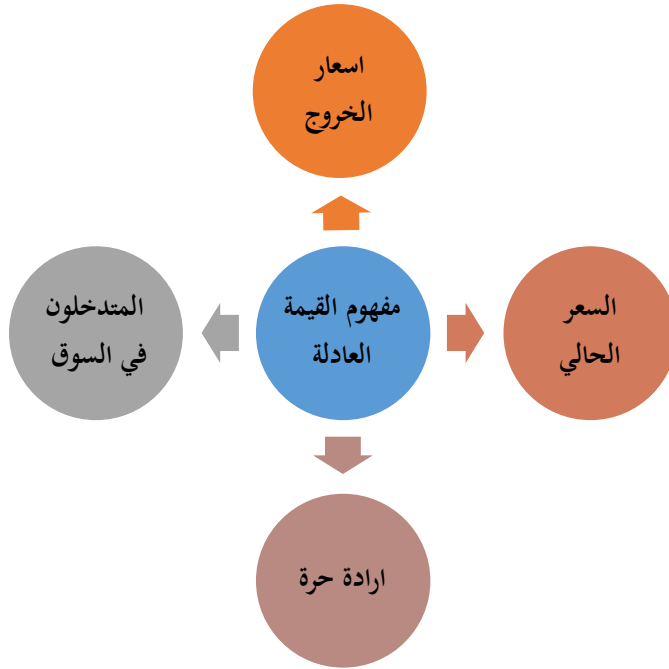 اسعار
الخروج
المتدخلون
في السوق
مفهوم القيمة
العادلة
السعر
الحالي
ارادة حرة